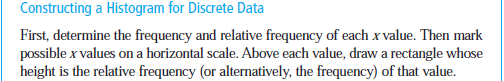 Constructing a Histogram for Discrete Data
First, determine the frequency and relative frequency of each x value. Then mark
possible x values on a horizontal scale. Above each value, draw a rectangle whose
height is the relative frequency (or alternatively, the frequency) of that value.